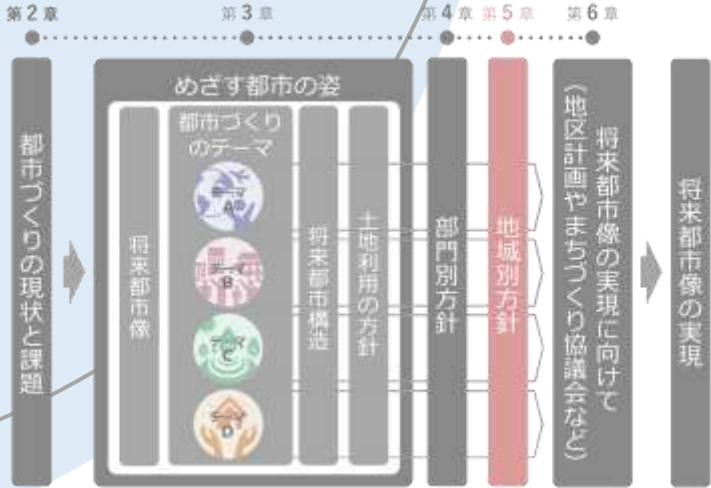 第2章
第3章
第4章
第5章
第6章
都市づくりの現状と課題
めざす都市の姿
将来都市像
都市づくり
のテーマ
テーマ
A
テーマ
B
テーマ
C
テーマ
D
将来都市構造
土地利用の方針
部門別方針
地域別方針
将来都市像の実現に向けて
（地区計画やまちづくり協議会など）
将来都市像の実現